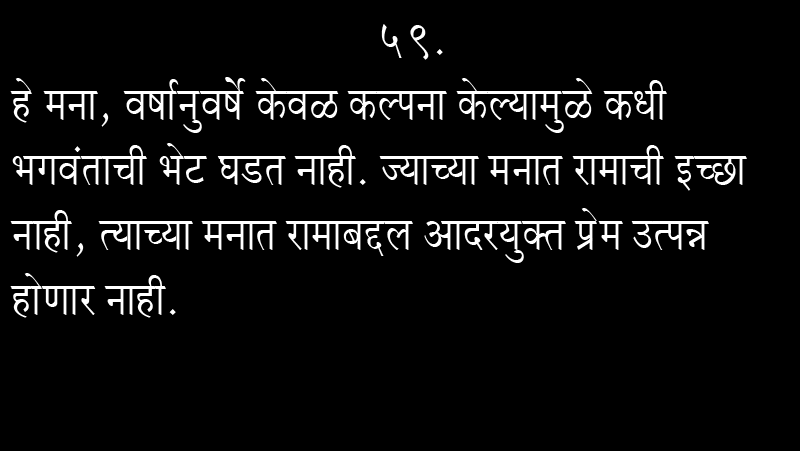 ५९.
हे मना, वर्षानुवर्षे केवळ कल्पना केल्यामुळे कधी
भगवंताची भेट घडत नाही. ज्याच्या मनात रामाची इच्छा
नाही, त्याच्या मनात रामाबद्दल आदरयुक्त प्रेम उत्पन्न
होणार नाही.